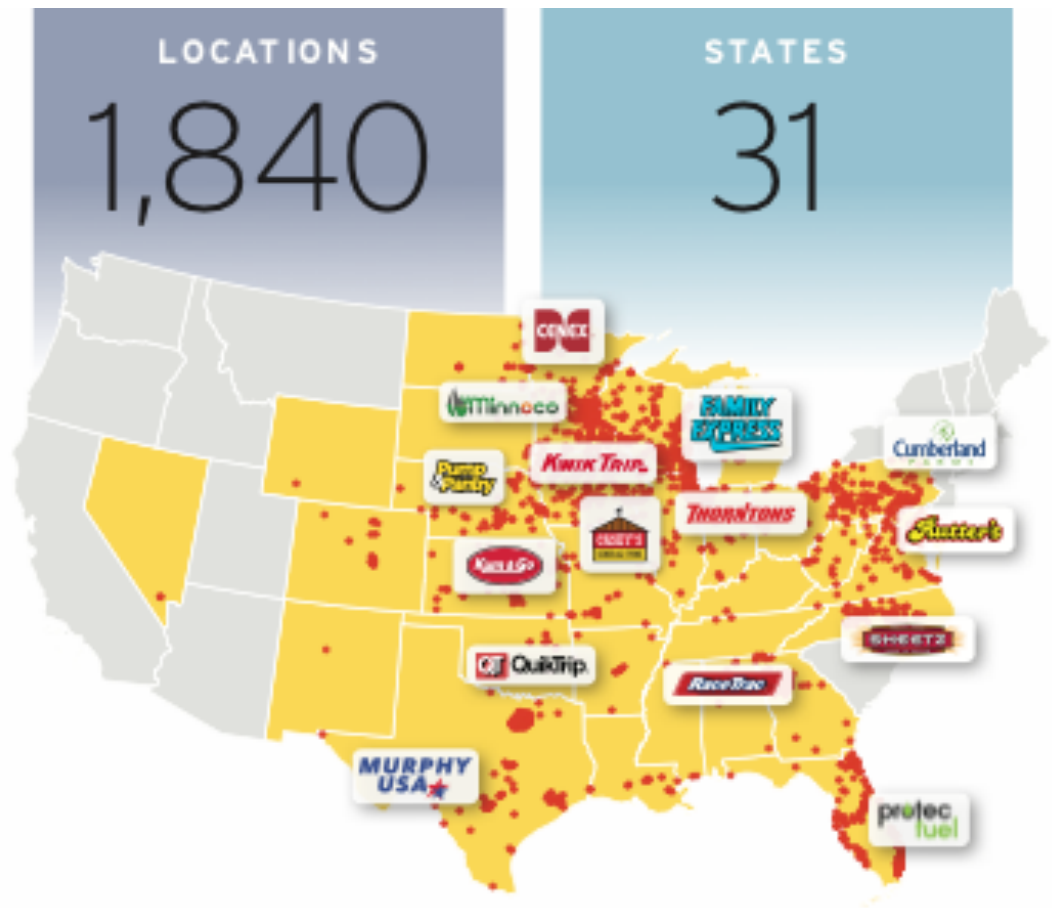 LOCATIONS
1,840
STATES
31
CENEX
minnoco
FAMILY
EXPRESS
Cumberland
FARMS
Pump
&Pantry
KWIK TRIP
THORNTONS
CASEY'S
Rutter's
KUM & GO
SHEETZ
QT QuikTrip
RaceTrac
MURPHY
USA
protec
fuel